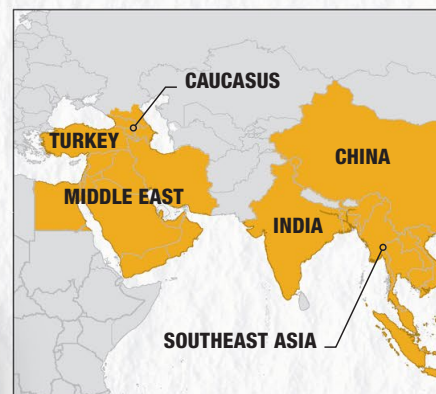 CAUCASUS
TURKEY
CHINA
MIDDLE EAST
INDIA
SOUTHEAST ASIA